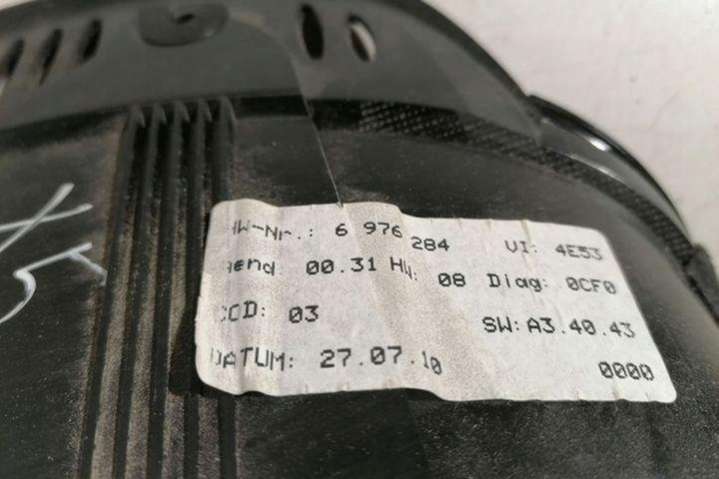 HW-Nr.: 6 976 284 VI: 4E53
Aend: 00.31 HW: 08 Diag: 0CF0
COD: 03 SW: A3.40.43
DATUM: 27.07.10 0000